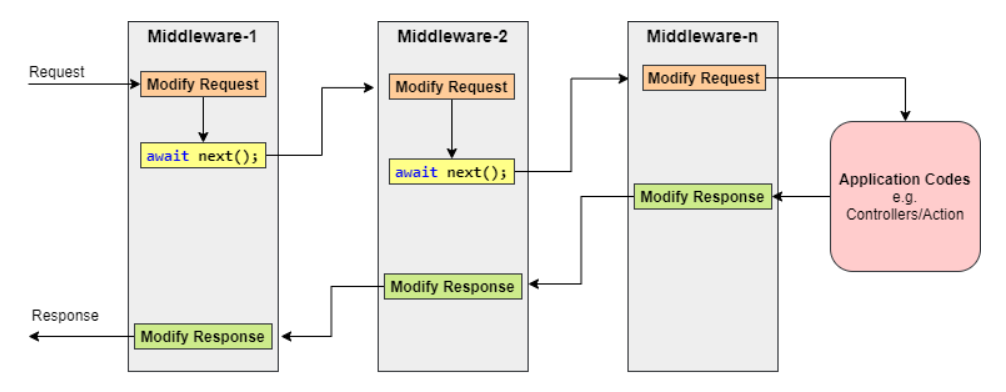 Middleware-1
Middleware-2
Middleware-n
Request
Modify Request
Modify Request
Modify Request
await next();
await next();
Application Codes
e.g.
Controllers/Action
Modify Response
Modify Response
Response
Modify Response